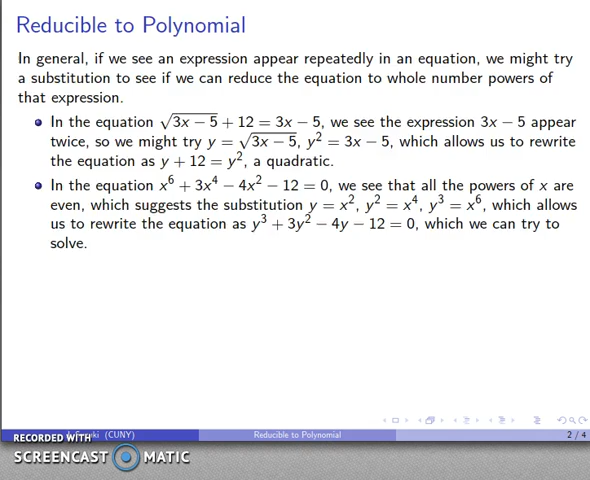 Reducible to Polynomial
In general, if we see an expression appear repeatedly in an equation, we might try
a substitution to see if we can reduce the equation to whole number powers of
that expression.
• In the equation √(3x − 5) + 12 = 3x − 5, we see the expression 3x − 5 appear
twice, so we might try y = √(3x − 5), y² = 3x − 5, which allows us to rewrite
the equation as y + 12 = y², a quadratic.
• In the equation x⁶ + 3x⁴ − 4x² − 12 = 0, we see that all the powers of x are
even, which suggests the substitution y = x², y² = x⁴, y³ = x⁶, which allows
us to rewrite the equation as y³ + 3y² − 4y − 12 = 0, which we can try to
solve.
(CUNY) Reducible to Polynomial 2 / 4
RECORDED WITH
SCREENCAST MATIC